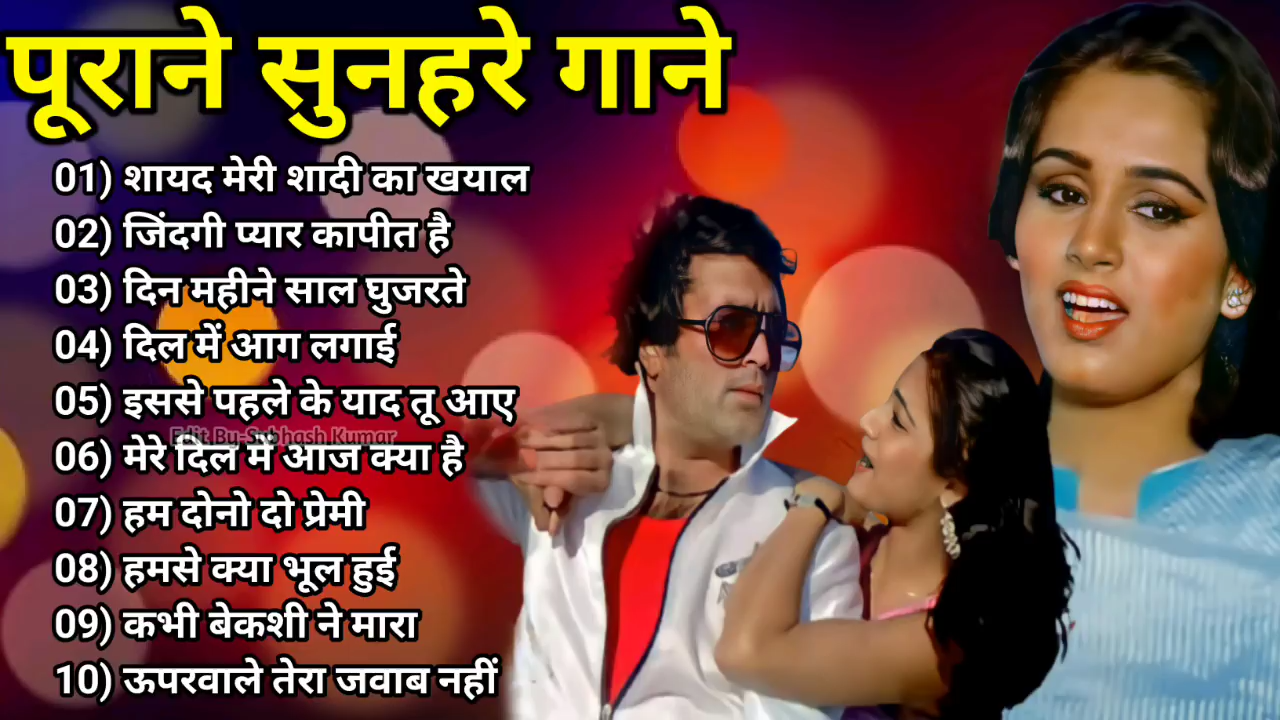 पूराने सुनहरे गाने
01) शायद मेरी शादी का खयाल
02) जिंदगी प्यार कापीत है
03) दिन महीने साल घुजरते
04) दिल में आग लगाई
05) इससे पहले के याद तू आए
Edit By-Subhash Kumar
06) मेरे दिल में आज क्या है
07) हम दोनो दो प्रेमी
08) हमसे क्या भूल हुई
09) कभी बेकशी ने मारा
10) ऊपरवाले तेरा जवाब नहीं